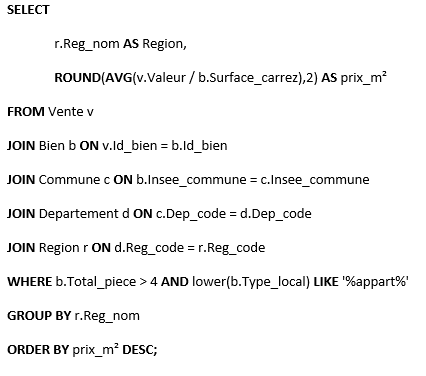 SELECT
r.Reg_nom AS Region,
ROUND(AVG(v.Valeur / b.Surface_carrez),2) AS prix_m²
FROM Vente v
JOIN Bien b ON v.Id_bien = b.Id_bien
JOIN Commune c ON b.Insee_commune = c.Insee_commune
JOIN Departement d ON c.Dep_code = d.Dep_code
JOIN Region r ON d.Reg_code = r.Reg_code
WHERE b.Total_piece > 4 AND lower(b.Type_local) LIKE '%appart%'
GROUP BY r.Reg_nom
ORDER BY prix_m² DESC;